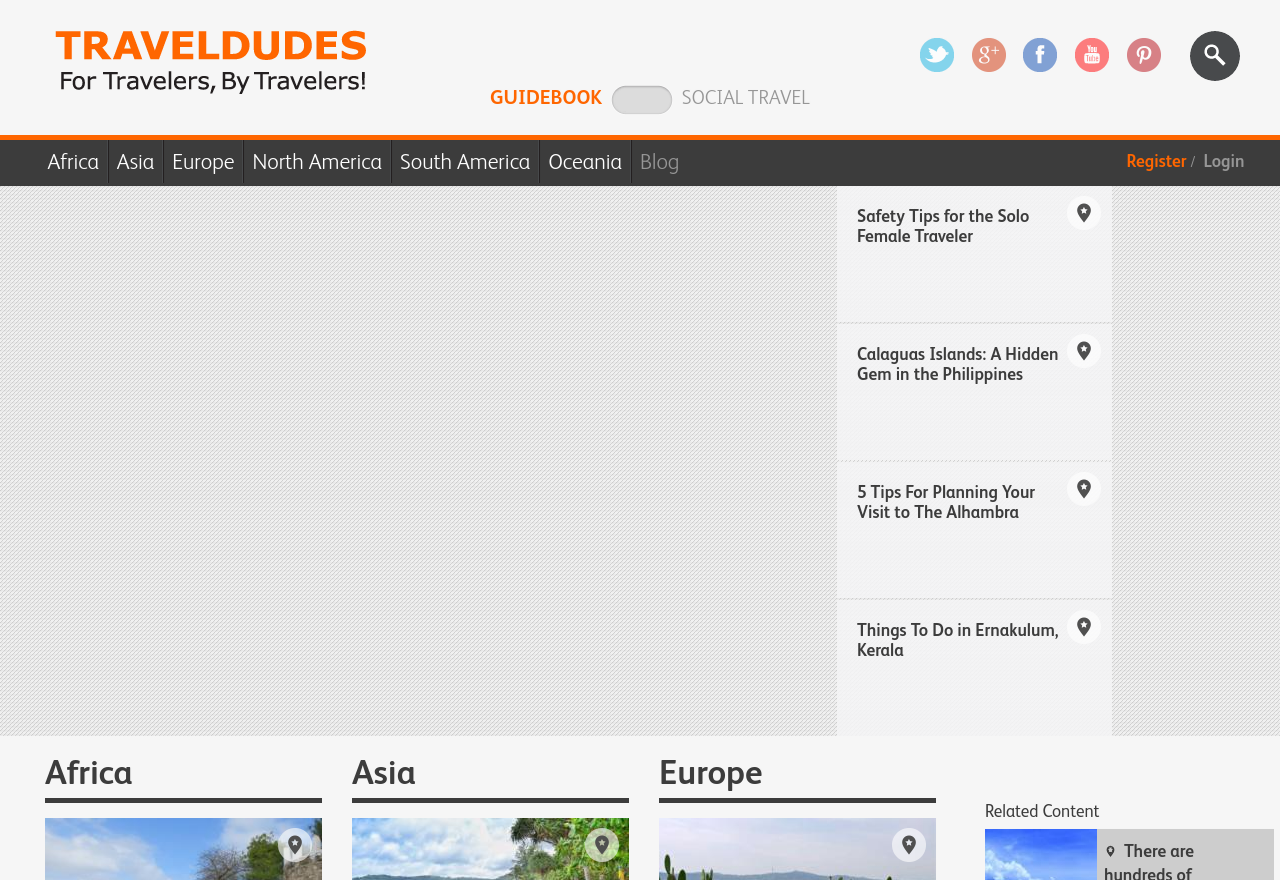 TRAVELDUDES
For Travelers, By Travelers!
GUIDEBOOK SOCIAL TRAVEL
g+ f You Tube
Africa Asia Europe North America South America Oceania Blog
Register / Login
Safety Tips for the Solo
Female Traveler
Calaguas Islands: A Hidden
Gem in the Philippines
5 Tips For Planning Your
Visit to The Alhambra
Things To Do in Ernakulum,
Kerala
Africa Asia Europe
Related Content
There are
hundreds of